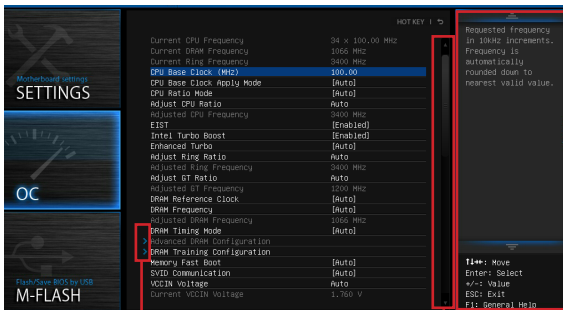 HOT KEY
Motherboard settings
SETTINGS
OC
Flash/Save BIOS by USB
M-FLASH
Current CPU Frequency 34 x 100.00 MHz
Current DRAM Frequency 1066 MHz
Current Ring Frequency 3400 MHz
CPU Base Clock (MHz) 100.00
CPU Base Clock Apply Mode [Auto]
CPU Ratio Mode [Auto]
Adjust CPU Ratio Auto
Adjusted CPU Frequency 3400 MHz
EIST [Enabled]
Intel Turbo Boost [Enabled]
Enhanced Turbo [Auto]
Adjust Ring Ratio Auto
Adjusted Ring Frequency 3400 MHz
Adjust GT Ratio Auto
Adjusted GT Frequency 1200 MHz
DRAM Reference Clock [Auto]
DRAM Frequency [Auto]
Adjusted DRAM Frequency 1066 MHz
DRAM Timing Mode [Auto]
> Advanced DRAM Configuration
> DRAM Training Configuration
Memory Fast Boot [Auto]
SVID Communication [Auto]
VCCIN Voltage Auto
Current VCCIN Voltage 1.760 V
Requested frequency
in 10kHz increments.
Frequency is
automatically
rounded down to
nearest valid value.
↑↓→←: Move
Enter: Select
+/-: Value
ESC: Exit
F1: General Help